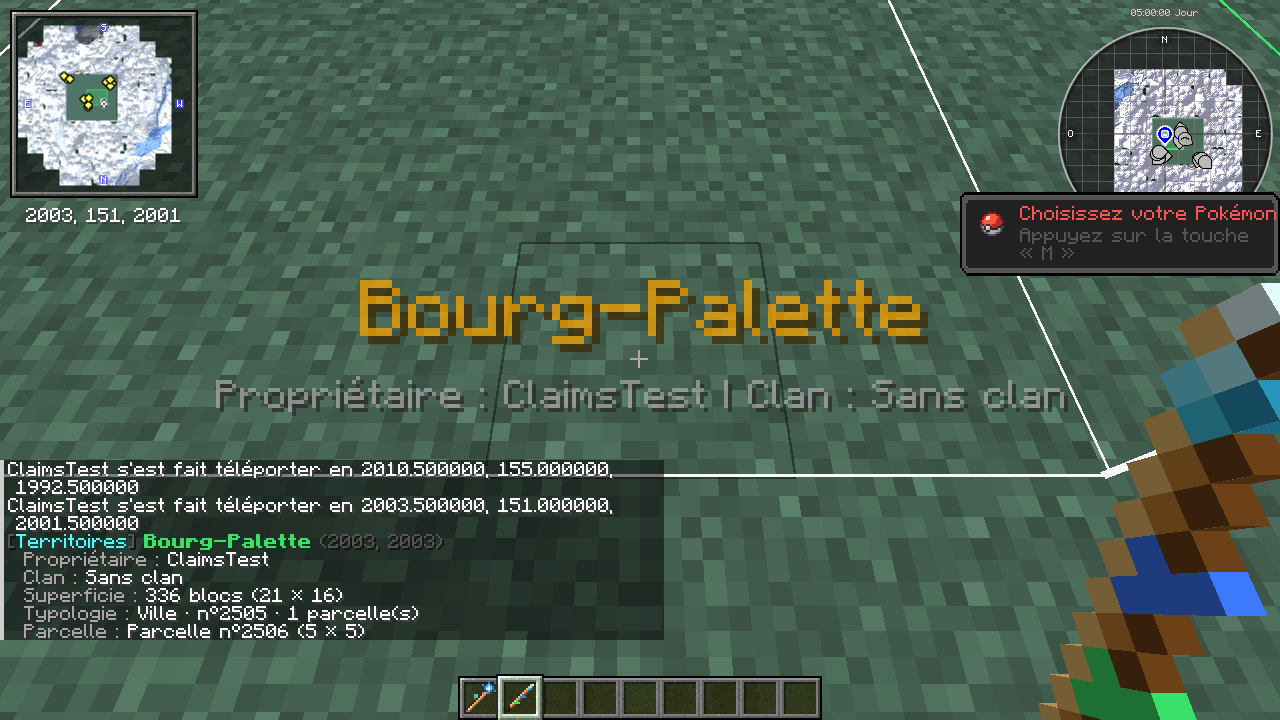 S
E
W
N
2003, 151, 2001
05:00:00 Jour
N
O
E
Choisissez votre Pokémon
Appuyez sur la touche
« M »
Bourg-Palette
Propriétaire : ClaimsTest | Clan : Sans clan
ClaimsTest s'est fait téléporter en 2010.500000, 155.000000,
1992.500000
ClaimsTest s'est fait téléporter en 2003.500000, 151.000000,
2001.500000
[Territoires] Bourg-Palette (2003, 2003)
Propriétaire : ClaimsTest
Clan : Sans clan
Superficie : 336 blocs (21 × 16)
Typologie : Ville · n°2505 · 1 parcelle(s)
Parcelle : Parcelle n°2506 (5 × 5)